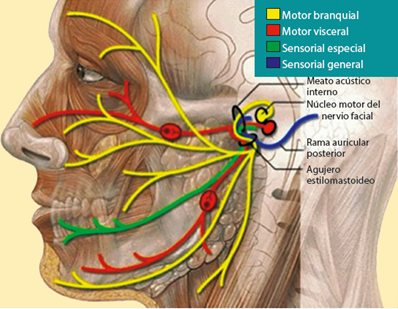 Motor branquial
Motor visceral
Sensorial especial
Sensorial general
Meato acústico
interno
Núcleo motor del
nervio facial
Rama auricular
posterior
Agujero
estilomastoideo